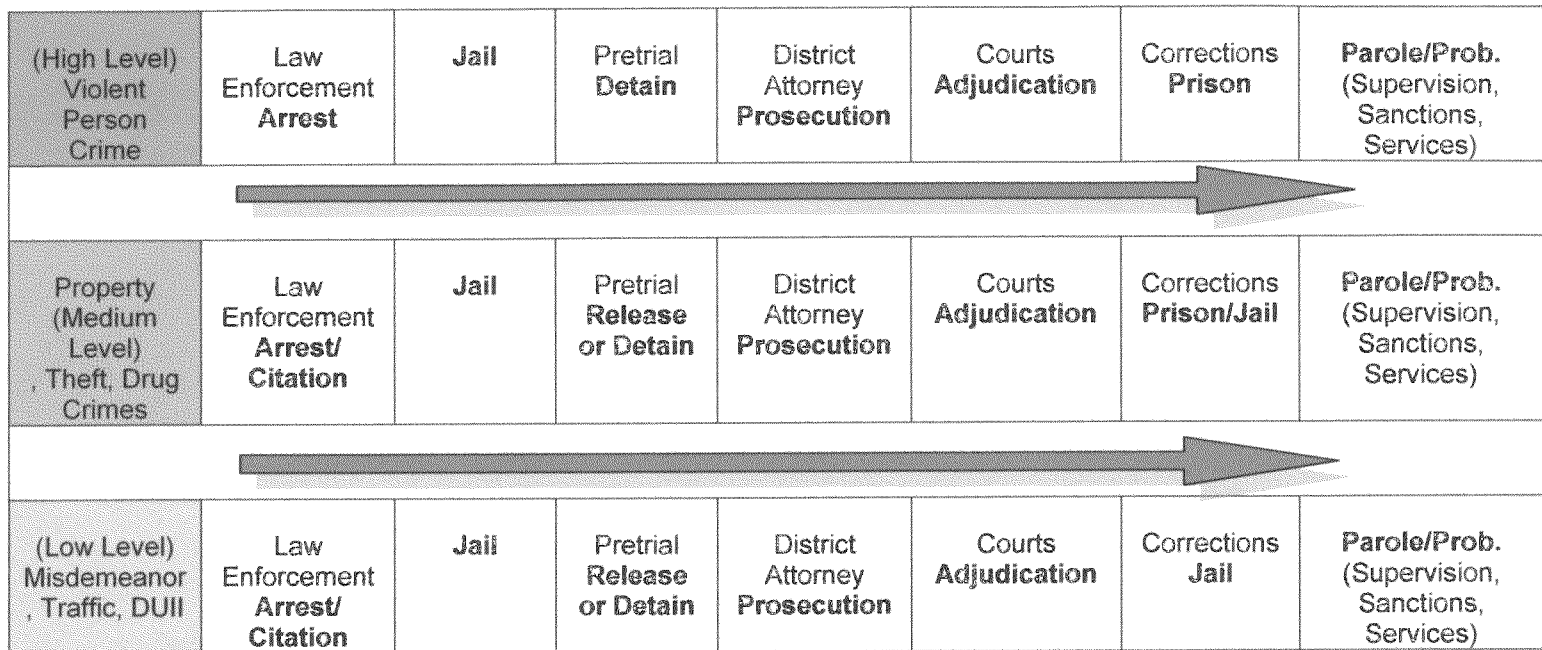 (High Level)
Violent
Person
Crime
Law
Enforcement
Arrest
Jail
Pretrial
Detain
District
Attorney
Prosecution
Courts
Adjudication
Corrections
Prison
Parole/Prob.
(Supervision,
Sanctions,
Services)
Property
(Medium
Level)
, Theft, Drug
Crimes
Law
Enforcement
Arrest/
Citation
Jail
Pretrial
Release
or Detain
District
Attorney
Prosecution
Courts
Adjudication
Corrections
Prison/Jail
Parole/Prob.
(Supervision,
Sanctions,
Services)
(Low Level)
Misdemeanor
, Traffic, DUII
Law
Enforcement
Arrest/
Citation
Jail
Pretrial
Release
or Detain
District
Attorney
Prosecution
Courts
Adjudication
Corrections
Jail
Parole/Prob.
(Supervision,
Sanctions,
Services)